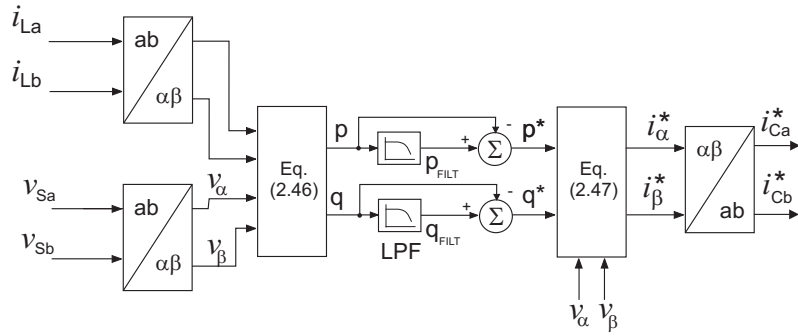 i_La
i_Lb
ab
αβ
v_Sa
v_Sb
ab
αβ
v_α
v_β
Eq.
(2.46)
p
q
p_FILT
q_FILT
LPF
+
-
Σ
+
-
Σ
p*
q*
Eq.
(2.47)
v_α
v_β
i*_α
i*_β
αβ
ab
i*_Ca
i*_Cb